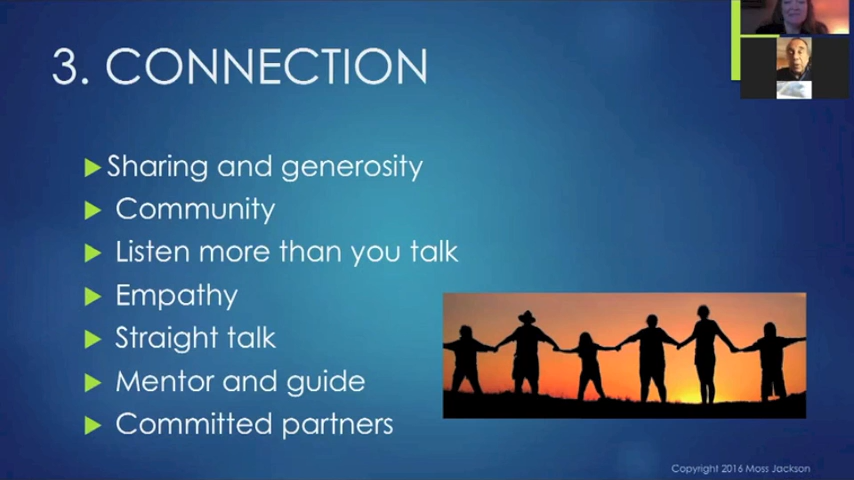 3. CONNECTION
Sharing and generosity
Community
Listen more than you talk
Empathy
Straight talk
Mentor and guide
Committed partners
Copyright 2016 Moss Jackson